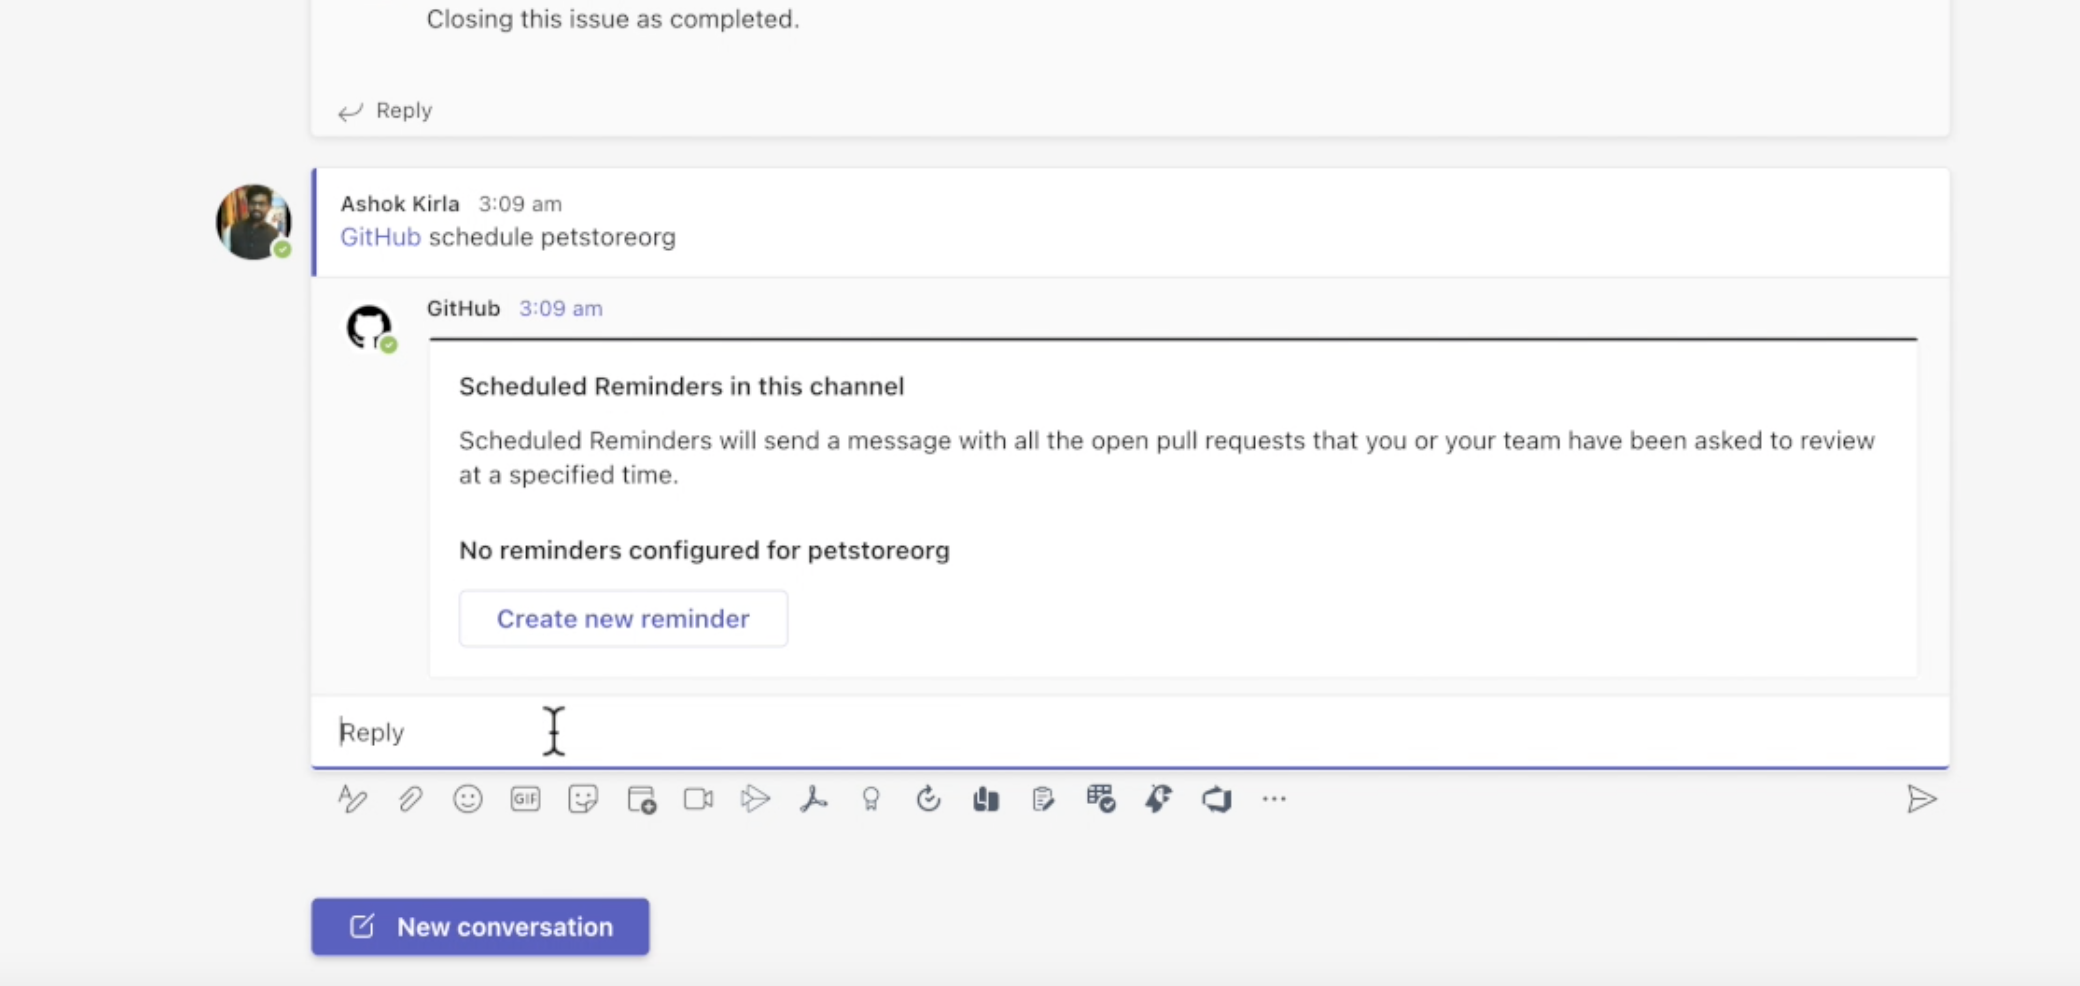 Closing this issue as completed.
Reply
Ashok Kirla 3:09 am
GitHub schedule petstoreorg
GitHub 3:09 am
Scheduled Reminders in this channel
Scheduled Reminders will send a message with all the open pull requests that you or your team have been asked to review
at a specified time.
No reminders configured for petstoreorg
Create new reminder
Reply
GIF
New conversation